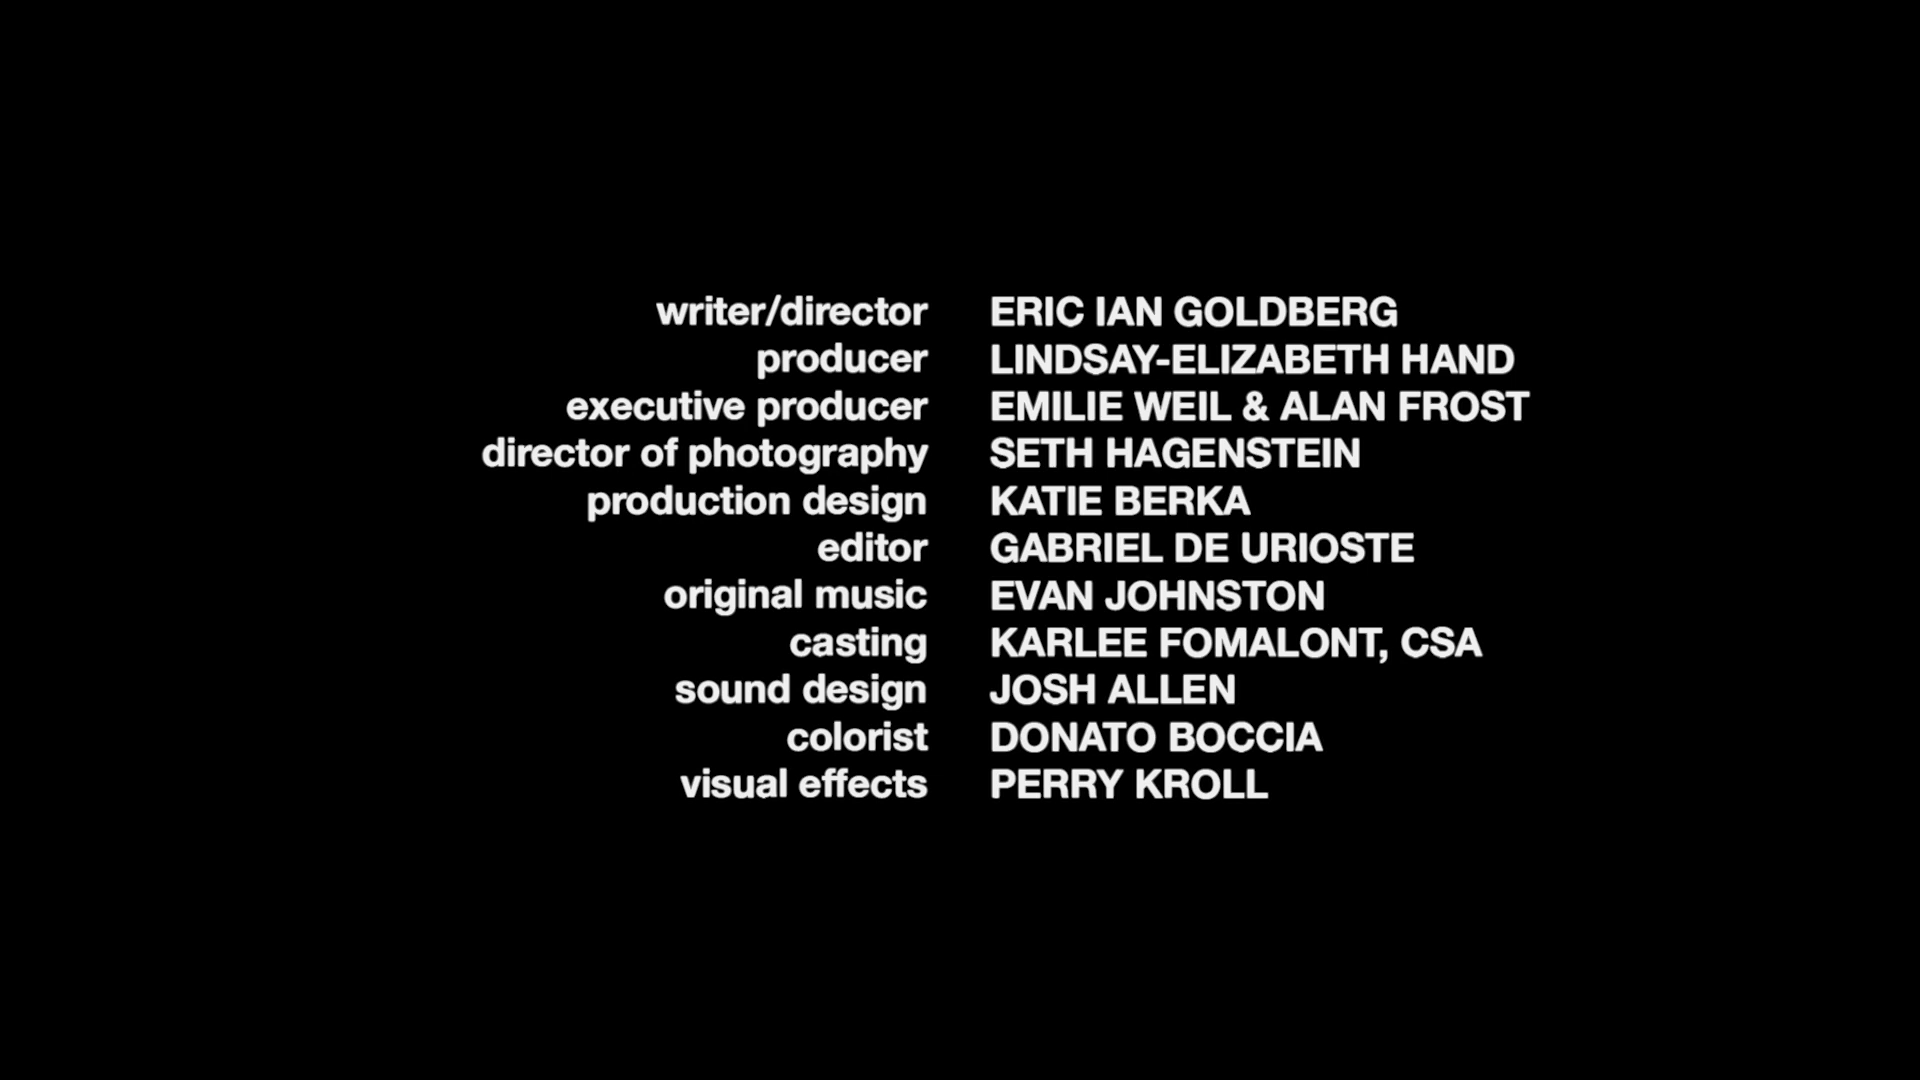 writer/director ERIC IAN GOLDBERG
producer LINDSAY-ELIZABETH HAND
executive producer EMILIE WEIL & ALAN FROST
director of photography SETH HAGENSTEIN
production design KATIE BERKA
editor GABRIEL DE URIOSTE
original music EVAN JOHNSTON
casting KARLEE FOMALONT, CSA
sound design JOSH ALLEN
colorist DONATO BOCCIA
visual effects PERRY KROLL